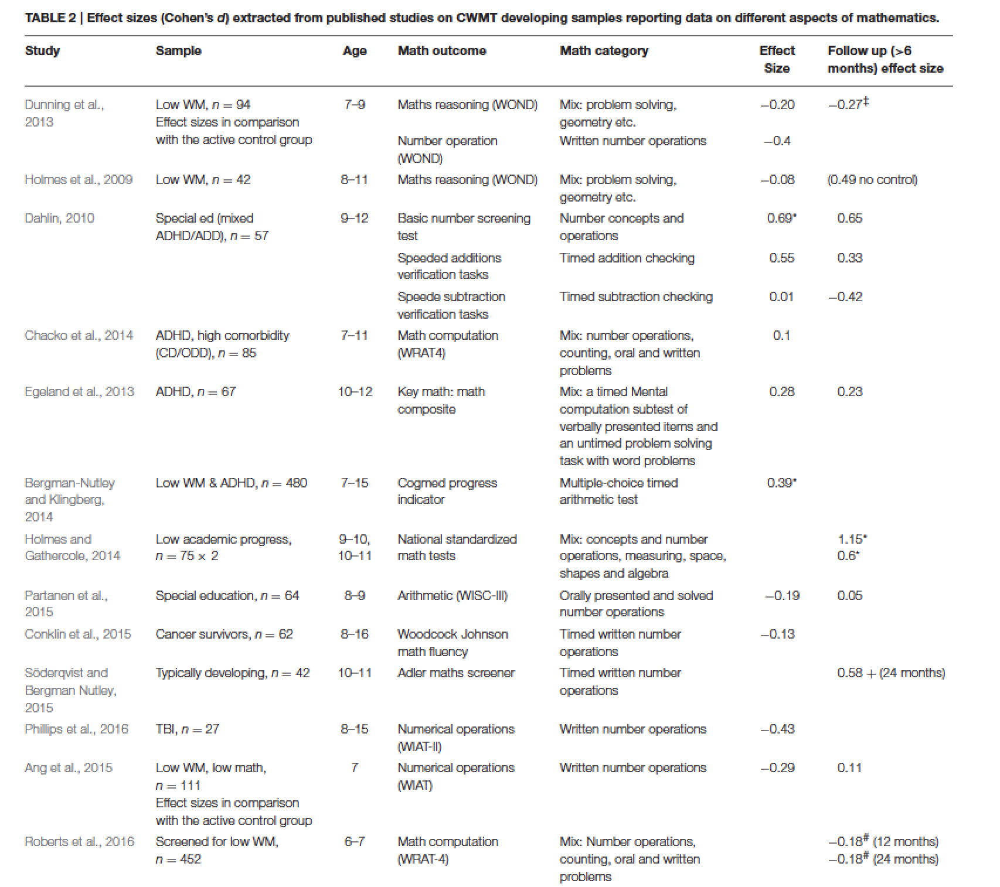 TABLE 2 | Effect sizes (Cohen's d) extracted from published studies on CWMT developing samples reporting data on different aspects of mathematics.
Study Sample Age Math outcome Math category Effect Follow up (>6
Size months) effect size
Dunning et al., Low WM, n = 94 7–9 Maths reasoning (WOND) Mix: problem solving, −0.20 −0.27‡
2013 Effect sizes in comparison geometry etc.
with the active control group Number operation Written number operations −0.4
(WOND)
Holmes et al., 2009 Low WM, n = 42 8–11 Maths reasoning (WOND) Mix: problem solving, −0.08 (0.49 no control)
geometry etc.
Dahlin, 2010 Special ed (mixed 9–12 Basic number screening Number concepts and 0.69* 0.65
ADHD/ADD), n = 57 test operations
Speeded additions Timed addition checking 0.55 0.33
verification tasks
Speede subtraction Timed subtraction checking 0.01 −0.42
verification tasks
Chacko et al., 2014 ADHD, high comorbidity 7–11 Math computation Mix: number operations, 0.1
(CD/ODD), n = 85 (WRAT4) counting, oral and written
problems
Egeland et al., 2013 ADHD, n = 67 10–12 Key math: math Mix: a timed Mental 0.28 0.23
composite computation subtest of
verbally presented items and
an untimed problem solving
task with word problems
Bergman-Nutley Low WM & ADHD, n = 480 7–15 Cogmed progress Multiple-choice timed 0.39*
and Klingberg, indicator arithmetic test
2014
Holmes and Low academic progress, 9–10, National standardized Mix: concepts and number 1.15*
Gathercole, 2014 n = 75 × 2 10–11 math tests operations, measuring, space, 0.6*
shapes and algebra
Partanen et al., Special education, n = 64 8–9 Arithmetic (WISC-III) Orally presented and solved −0.19 0.05
2015 number operations
Conklin et al., 2015 Cancer survivors, n = 62 8–16 Woodcock Johnson Timed written number −0.13
math fluency operations
Söderqvist and Typically developing, n = 42 10–11 Adler maths screener Timed written number 0.58 + (24 months)
Bergman Nutley, operations
2015
Phillips et al., 2016 TBI, n = 27 8–15 Numerical operations Written number operations −0.43
(WIAT-II)
Ang et al., 2015 Low WM, low math, 7 Numerical operations Written number operations −0.29 0.11
n = 111 (WIAT)
Effect sizes in comparison
with the active control group
Roberts et al., 2016 Screened for low WM, 6–7 Math computation Mix: Number operations, −0.18# (12 months)
n = 452 (WRAT-4) counting, oral and written −0.18# (24 months)
problems